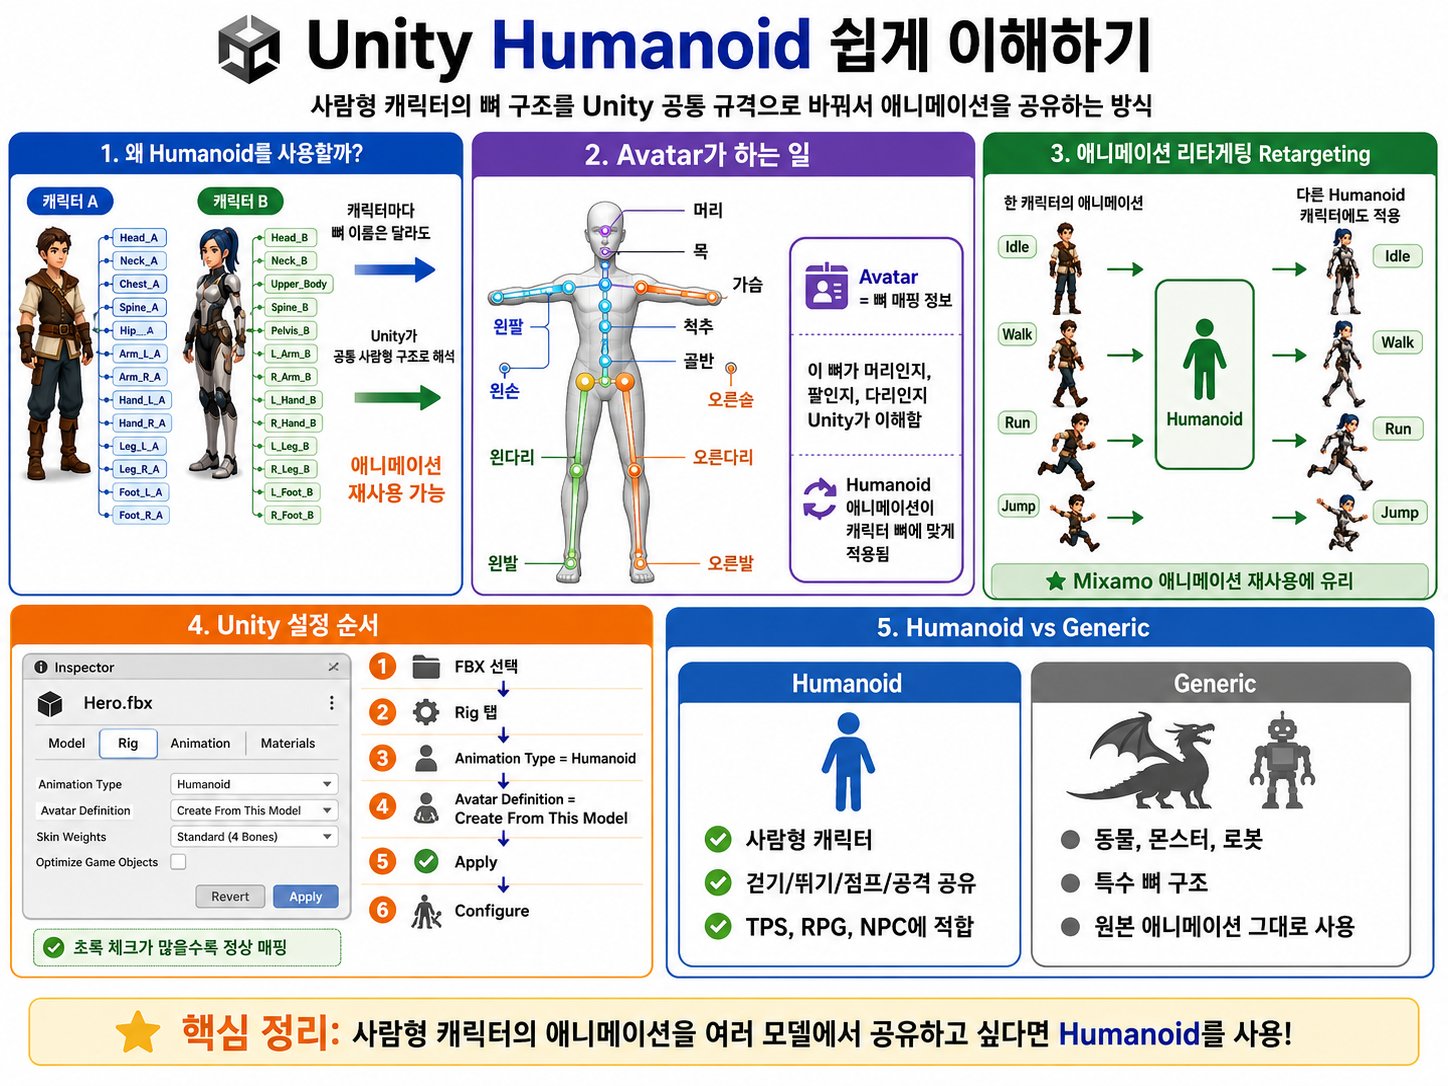 Unity Humanoid 쉽게 이해하기
사람형 캐릭터의 뼈 구조를 Unity 공통 규격으로 바꿔서 애니메이션을 공유하는 방식
1. 왜 Humanoid를 사용할까?
캐릭터 A
Head_A
Neck_A
Chest_A
Spine_A
Hip__A
Arm_L_A
Arm_R_A
Hand_L_A
Hand_R_A
Leg_L_A
Leg_R_A
Foot_L_A
Foot_R_A
캐릭터 B
Head_B
Neck_B
Upper_Body
Spine_B
Pelvis_B
L_Arm_B
R_Arm_B
L_Hand_B
R_Hand_B
L_Leg_B
R_Leg_B
L_Foot_B
R_Foot_B
캐릭터마다
뼈 이름은 달라도
Unity가
공통 사람형 구조로 해석
애니메이션
재사용 가능
2. Avatar가 하는 일
머리
목
가슴
왼팔
척추
골반
왼손
오른솔
왼다리
오른다리
왼발
오른발
Avatar
= 뼈 매핑 정보
이 뼈가 머리인지,
팔인지, 다리인지
Unity가 이해함
Humanoid
애니메이션이
캐릭터 뼈에 맞게
적용됨
3. 애니메이션 리타게팅 Retargeting
한 캐릭터의 애니메이션
다른 Humanoid
캐릭터에도 적용
Idle
Walk
Run
Jump
Humanoid
Idle
Walk
Run
Jump
★ Mixamo 애니메이션 재사용에 유리
4. Unity 설정 순서
Inspector
Hero.fbx
Model Rig Animation Materials
Animation Type Humanoid
Avatar Definition Create From This Model
Skin Weights Standard (4 Bones)
Optimize Game Objects
Revert Apply
초록 체크가 많을수록 정상 매핑
1 FBX 선택
2 Rig 탭
3 Animation Type = Humanoid
4 Avatar Definition =
Create From This Model
5 Apply
6 Configure
5. Humanoid vs Generic
Humanoid
사람형 캐릭터
걷기/뛰기/점프/공격 공유
TPS, RPG, NPC에 적합
Generic
동물, 몬스터, 로봇
특수 뼈 구조
원본 애니메이션 그대로 사용
핵심 정리: 사람형 캐릭터의 애니메이션을 여러 모델에서 공유하고 싶다면 Humanoid를 사용!